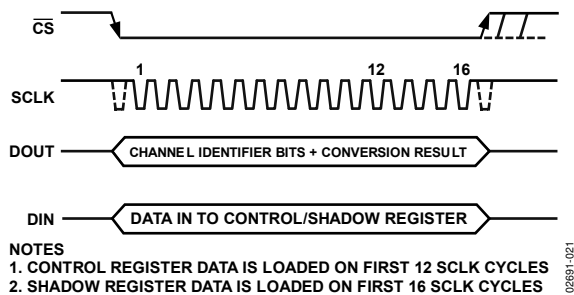 CS
1 12 16
SCLK
DOUT CHANNEL IDENTIFIER BITS + CONVERSION RESULT
DIN DATA IN TO CONTROL/SHADOW REGISTER
NOTES
1. CONTROL REGISTER DATA IS LOADED ON FIRST 12 SCLK CYCLES
2. SHADOW REGISTER DATA IS LOADED ON FIRST 16 SCLK CYCLES
02691-021